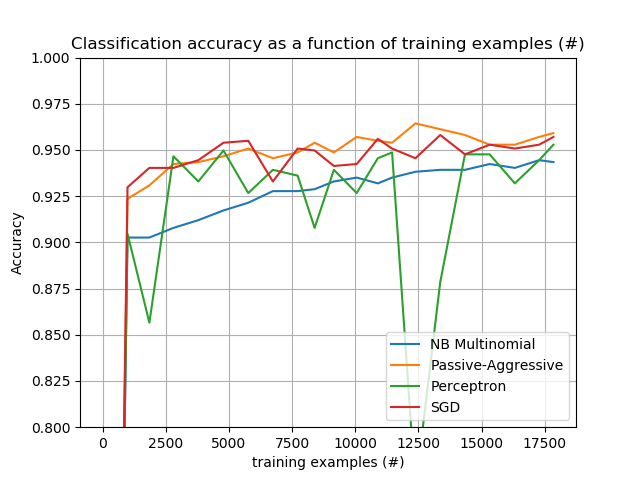 Classification accuracy as a function of training examples (#)
1.000
0.975
0.950
0.925
0.900
0.875
0.850
0.825
0.800
Accuracy
NB Multinomial
Passive-Aggressive
Perceptron
SGD
0 2500 5000 7500 10000 12500 15000 17500
training examples (#)